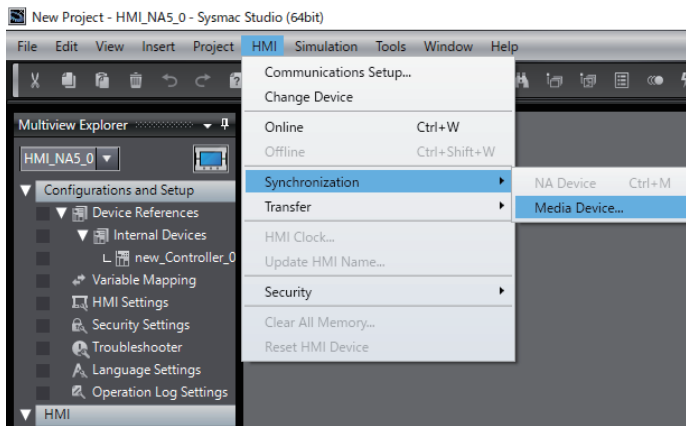 New Project - HMI_NA5_0 - Sysmac Studio (64bit)
File Edit View Insert Project HMI Simulation Tools Window Help
Communications Setup...
Change Device
Online Ctrl+W
Offline Ctrl+Shift+W
Synchronization
Transfer
HMI Clock...
Update HMI Name...
Security
Clear All Memory...
Reset HMI Device
NA Device Ctrl+M
Media Device...
Multiview Explorer
HMI_NA5_0
Configurations and Setup
Device References
Internal Devices
new_Controller_0
Variable Mapping
HMI Settings
Security Settings
Troubleshooter
Language Settings
Operation Log Settings
HMI